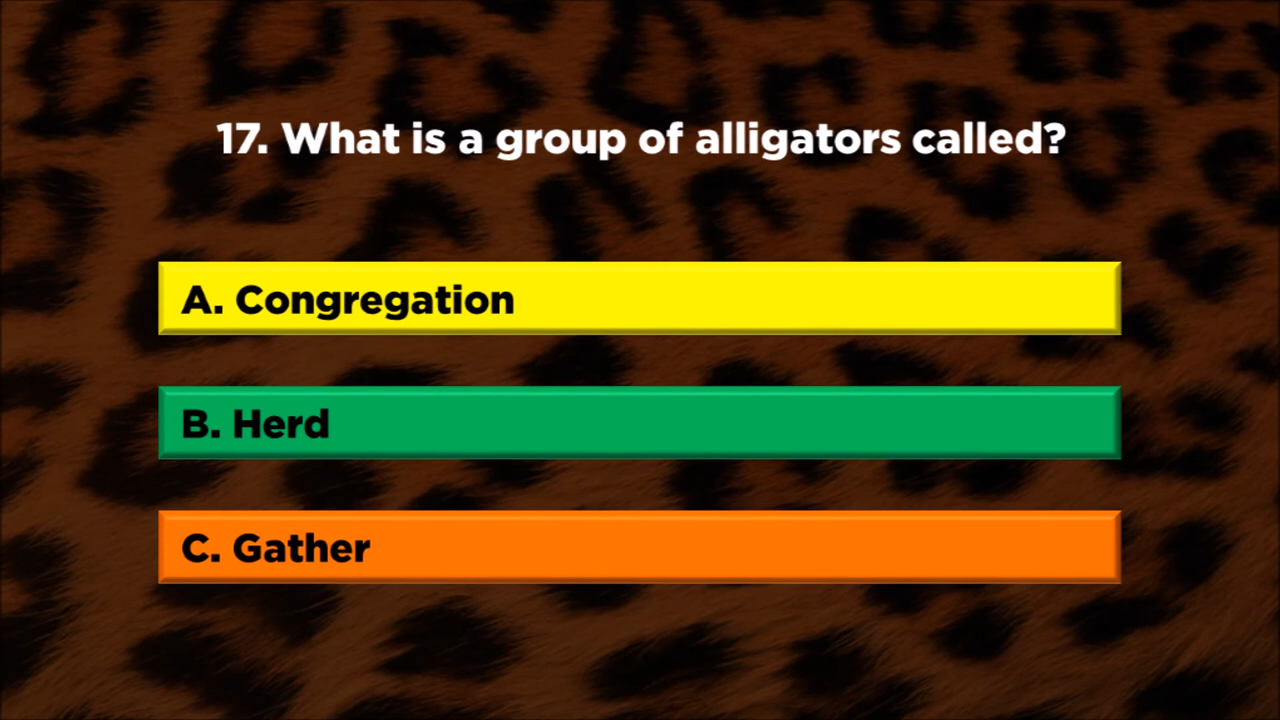 17. What is a group of alligators called?
A. Congregation
B. Herd
C. Gather